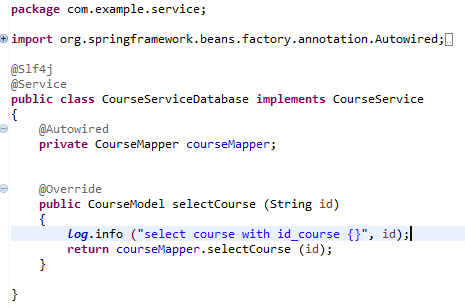 package com.example.service;
import org.springframework.beans.factory.annotation.Autowired;
@Slf4j
@Service
public class CourseServiceDatabase implements CourseService
{
@Autowired
private CourseMapper courseMapper;
@Override
public CourseModel selectCourse (String id)
{
log.info ("select course with id_course {}", id);
return courseMapper.selectCourse (id);
}
}